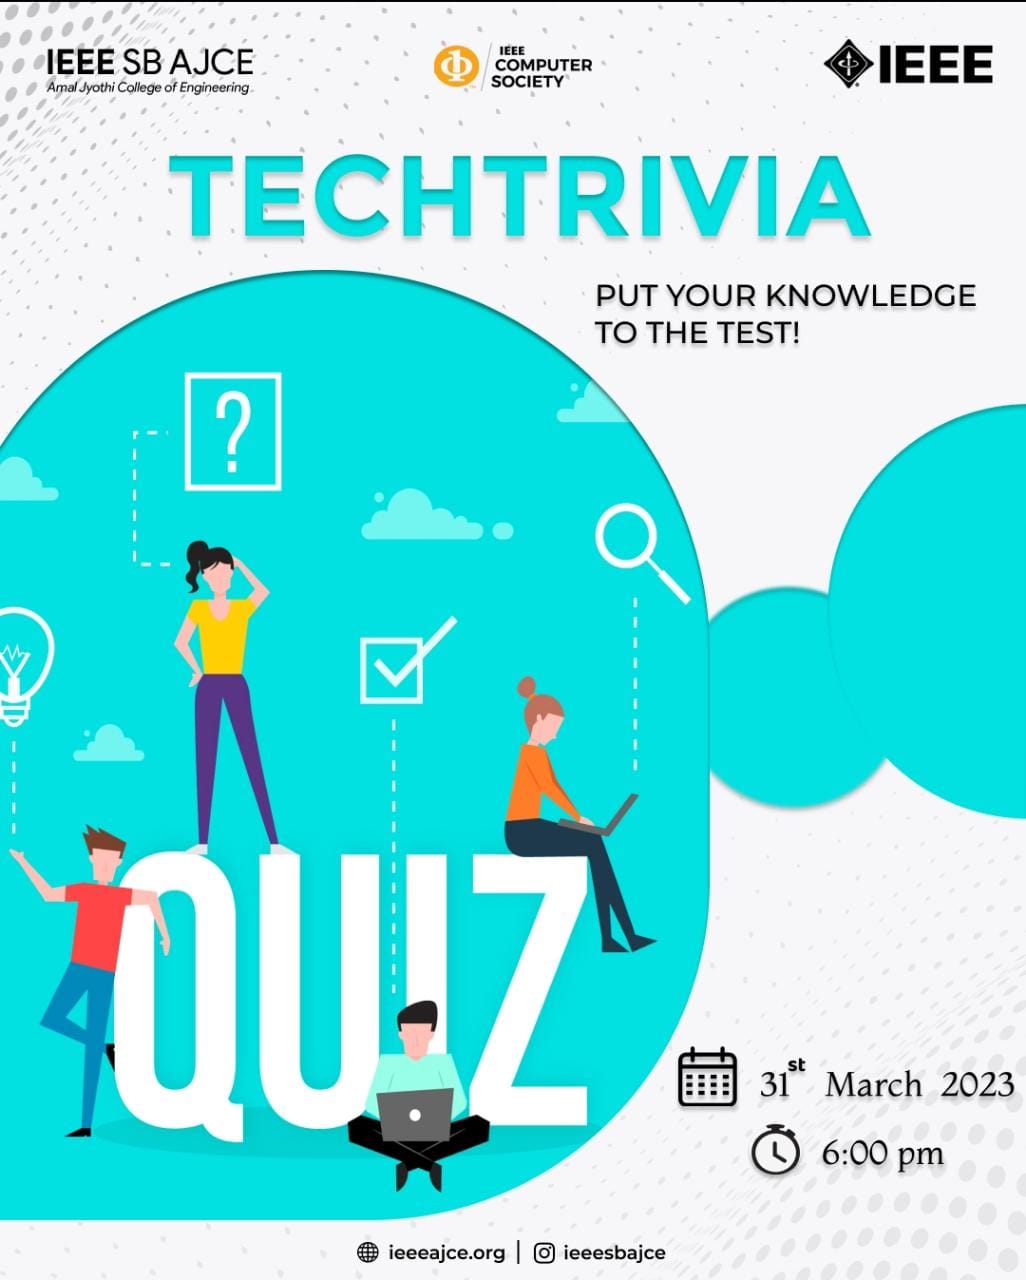 IEEE SB AJCE
Amal Jyothi College of Engineering
IEEE
COMPUTER
SOCIETY
IEEE
TECHTRIVIA
PUT YOUR KNOWLEDGE
TO THE TEST!
?
QUIZ
31st March 2023
6:00 pm
ieeeajce.org | ieeesbajce